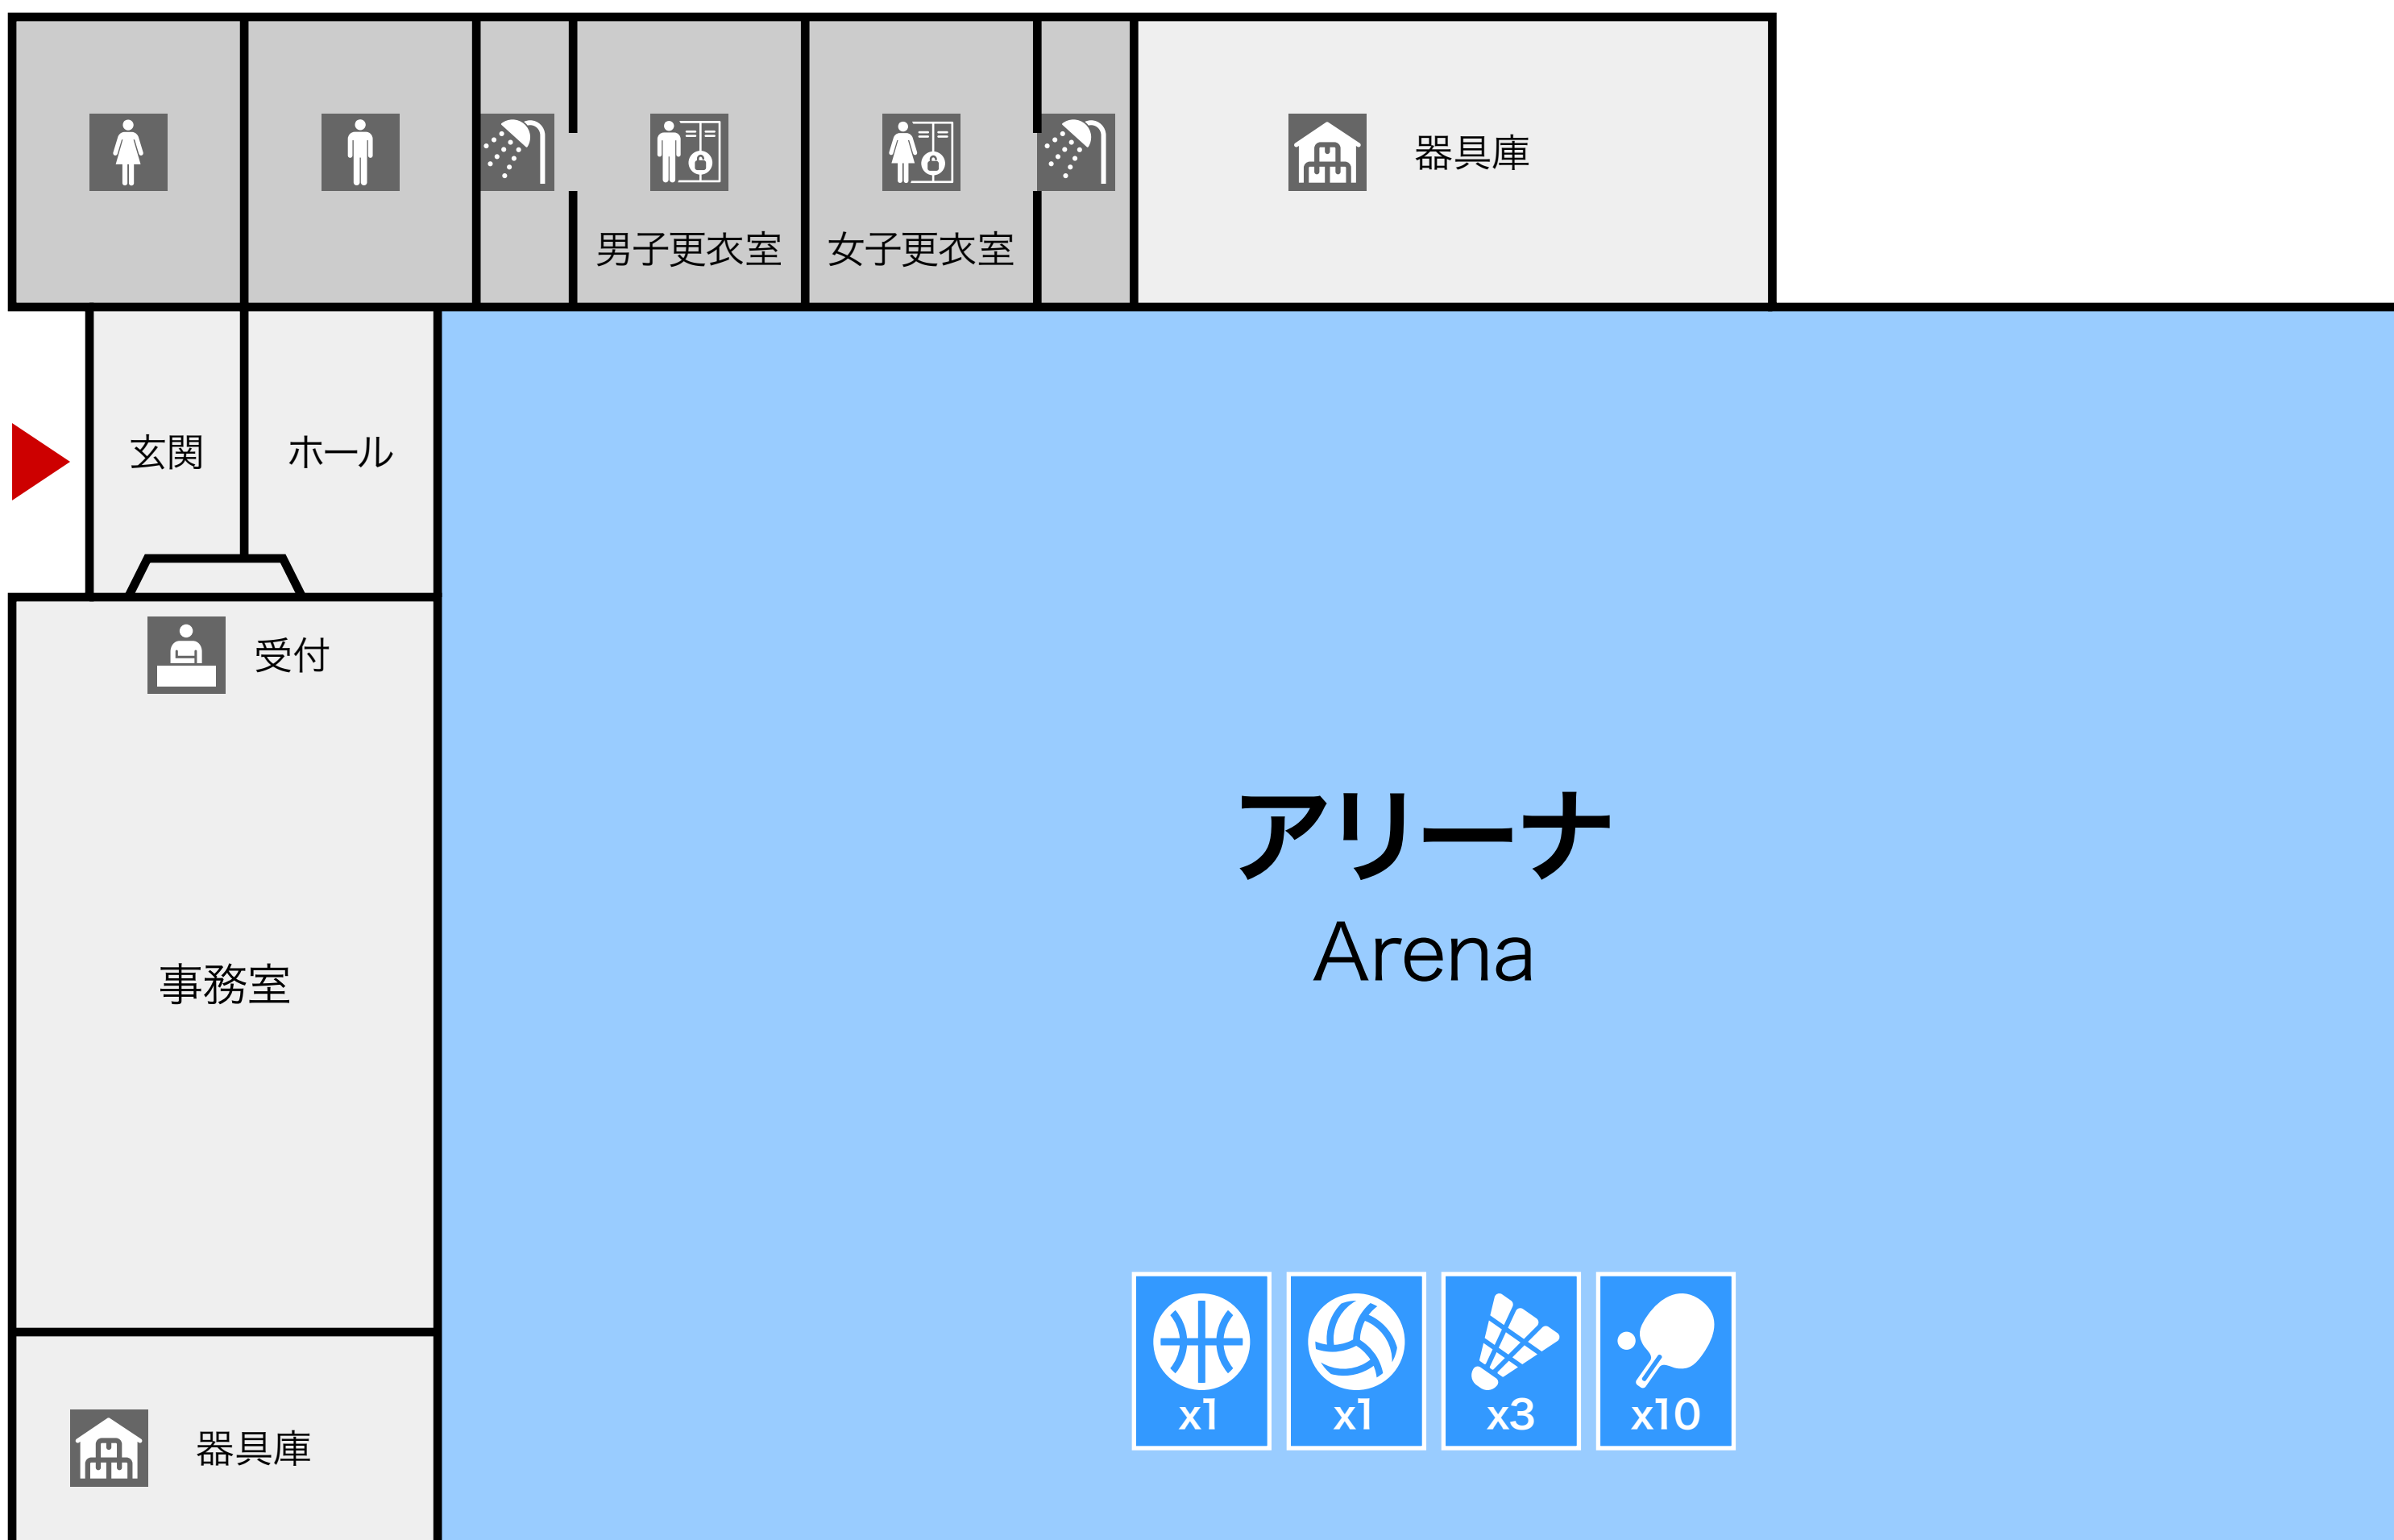 男子更衣室
女子更衣室
器具庫
玄関
ホール
受付
事務室
アリーナ
Arena
x1
x1
x3
x10
器具庫